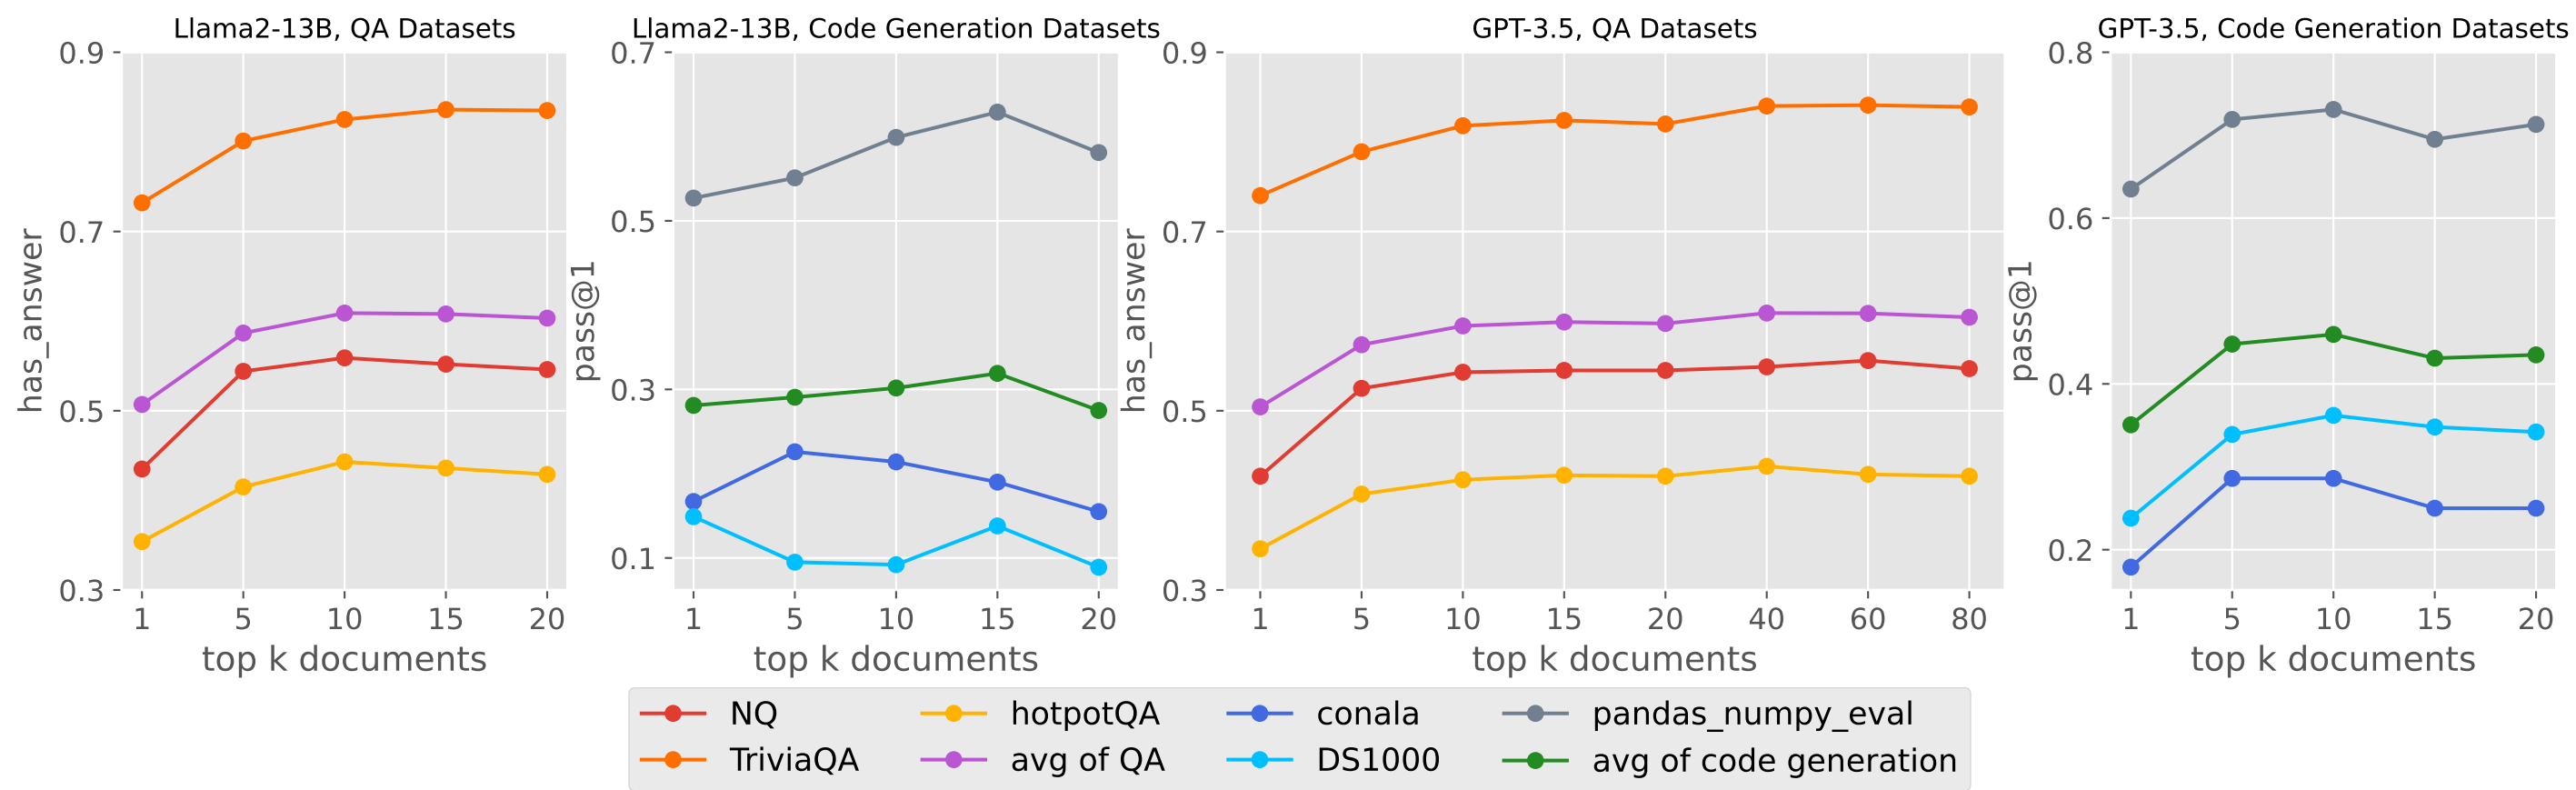 Llama2-13B, QA Datasets
0.9
0.7
0.5
0.3
has_answer
1 5 10 15 20
top k documents
Llama2-13B, Code Generation Datasets
0.7
0.5
0.3
0.1
pass@1
1 5 10 15 20
top k documents
GPT-3.5, QA Datasets
0.9
0.7
0.5
0.3
has_answer
1 5 10 15 20 40 60 80
top k documents
GPT-3.5, Code Generation Datasets
0.8
0.6
0.4
0.2
pass@1
1 5 10 15 20
top k documents
NQ hotpotQA conala pandas_numpy_eval
TriviaQA avg of QA DS1000 avg of code generation